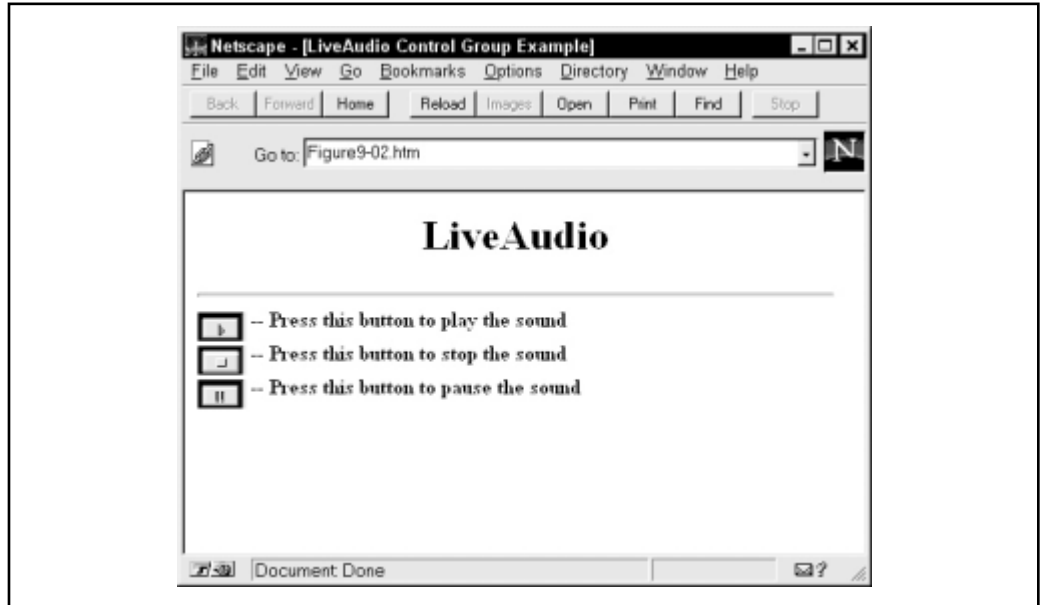 Netscape - [LiveAudio Control Group Example]
File Edit View Go Bookmarks Options Directory Window Help
Back Forward Home Reload Images Open Print Find Stop
Go to: Figure9-02.htm
N
LiveAudio
-- Press this button to play the sound
-- Press this button to stop the sound
-- Press this button to pause the sound
Document: Done